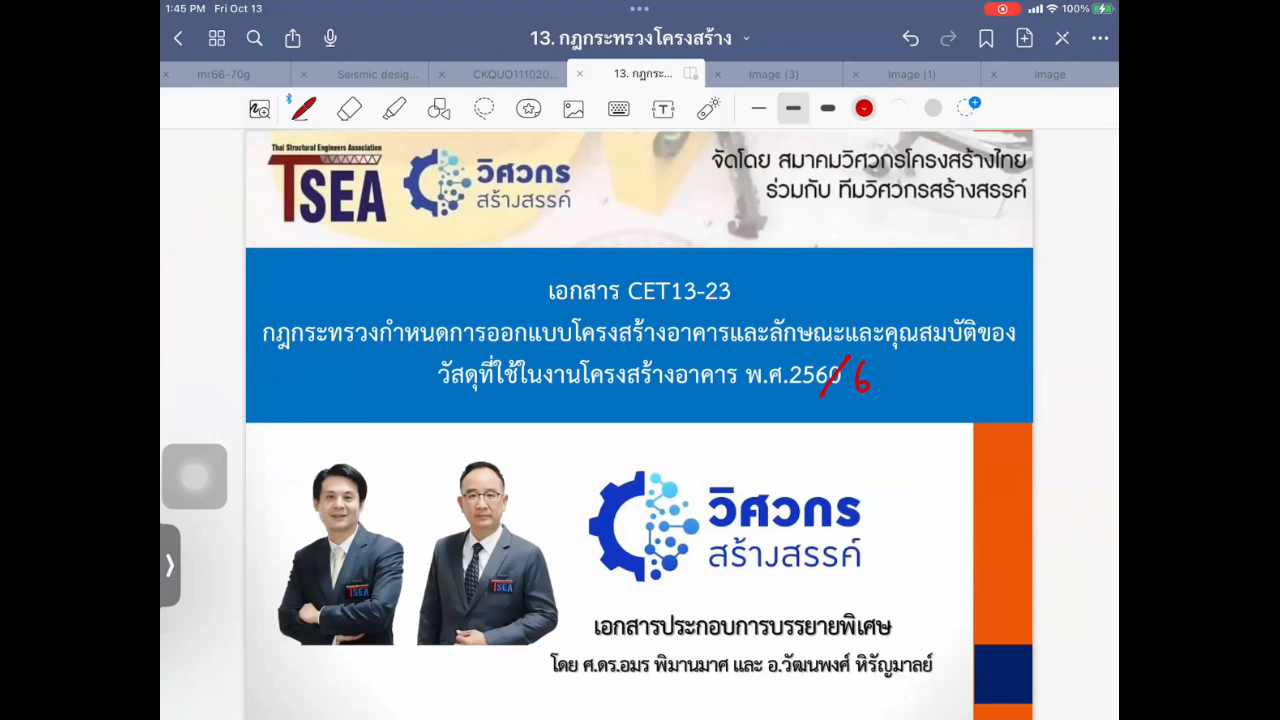 1:45 PM Fri Oct 13
100%
13. กฎกระทรวงโครงสร้าง
mr66-70g
Seismic desig...
CKQUO111020...
13. กฎกระ...
Image (3)
Image (1)
Image
Thai Structural Engineers Association
TSEA
วิศวกร
สร้างสรรค์
จัดโดย สมาคมวิศวกรโครงสร้างไทย
ร่วมกับ ทีมวิศวกรสร้างสรรค์
เอกสาร CET13-23
กฎกระทรวงกำหนดการออกแบบโครงสร้างอาคารและลักษณะและคุณสมบัติของ
วัสดุที่ใช้ในงานโครงสร้างอาคาร พ.ศ.2560 6
TSEA
TSEA
วิศวกร
สร้างสรรค์
เอกสารประกอบการบรรยายพิเศษ
โดย ศ.ดร.อมร พิมานมาศ และ อ.วัฒนพงศ์ หิรัญมาลย์